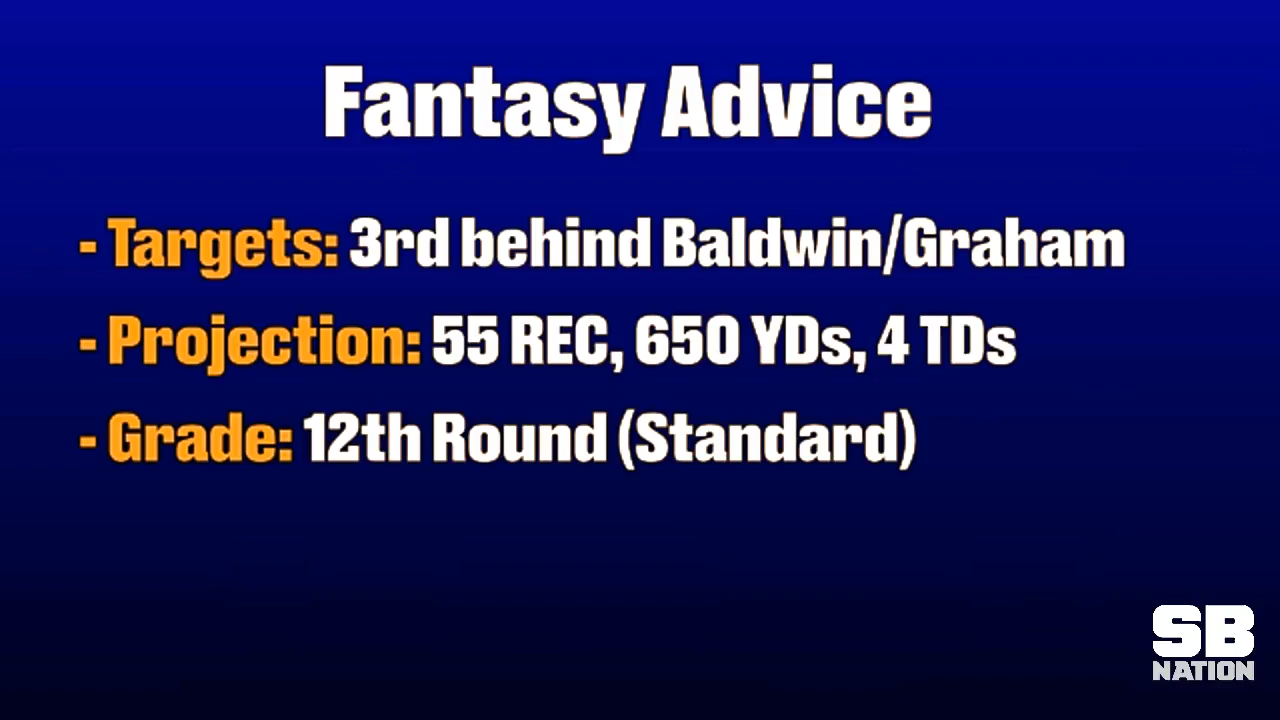 Fantasy Advice
- Targets: 3rd behind Baldwin/Graham
- Projection: 55 REC, 650 YDs, 4 TDs
- Grade: 12th Round (Standard)
SB
NATION